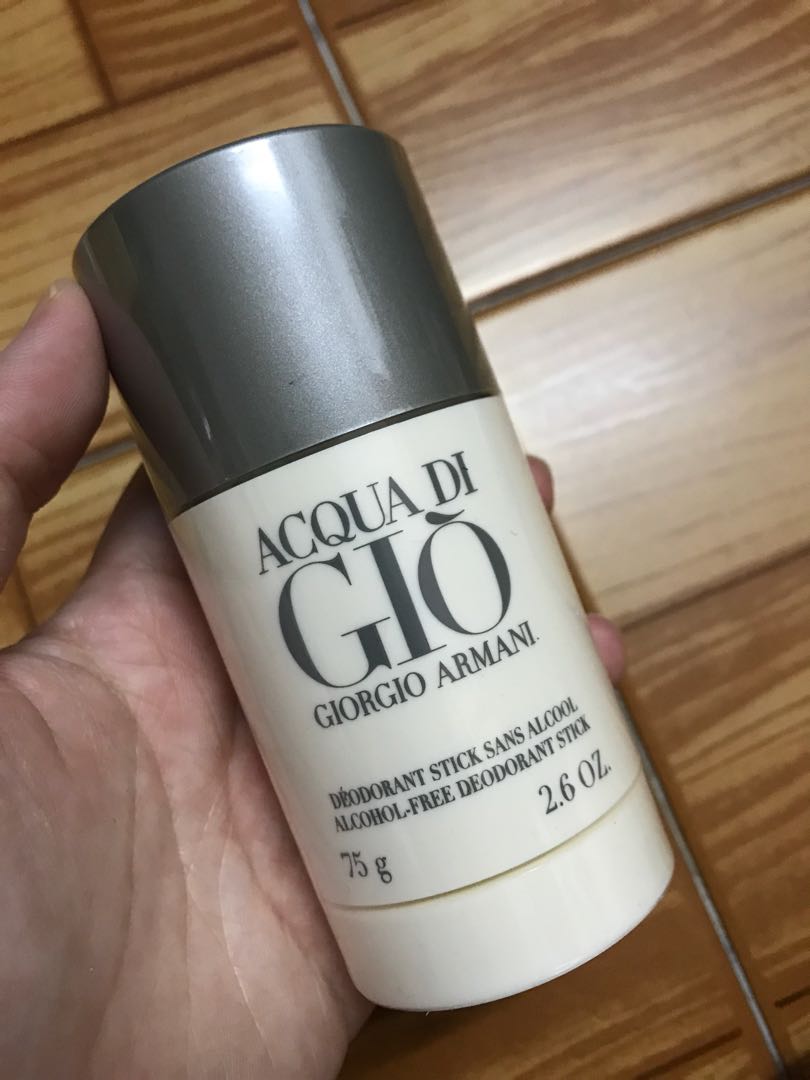 ACQUA DI
GIÒ
GIORGIO ARMANI.
DÉODORANT STICK SANS ALCOOL
ALCOHOL-FREE DEODORANT STICK
75 g 2.6 OZ.